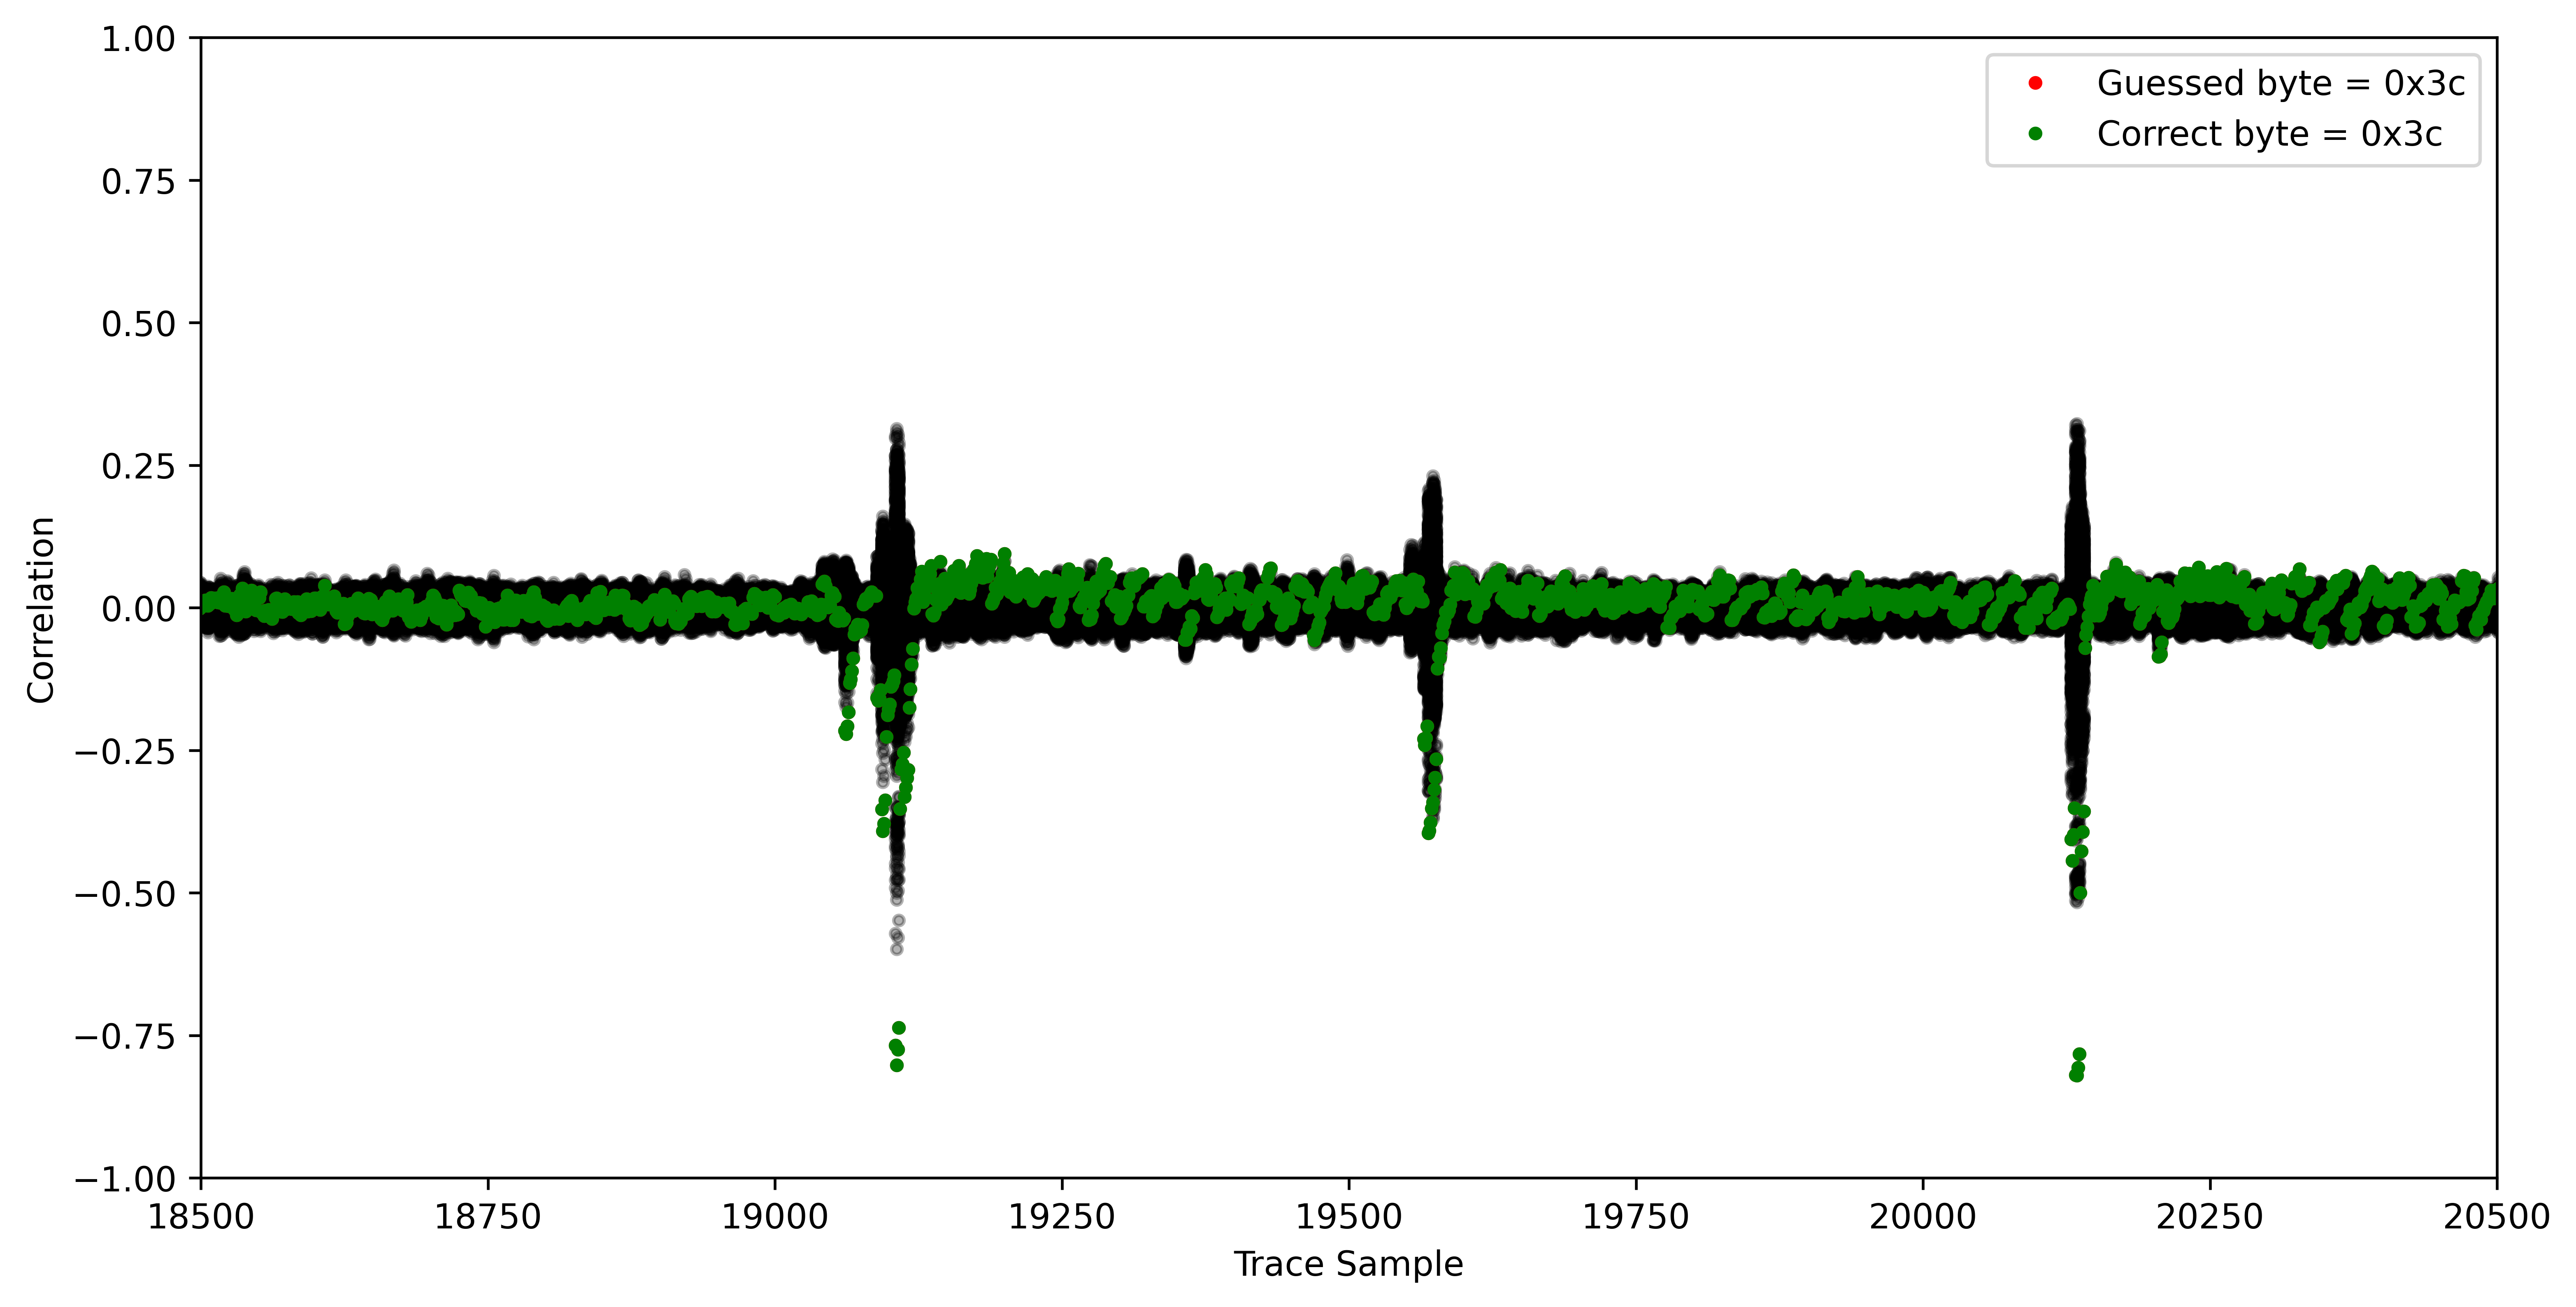 1.00
0.75
0.50
0.25
0.00
−0.25
−0.50
−0.75
−1.00
Correlation
Guessed byte = 0x3c
Correct byte = 0x3c
18500 18750 19000 19250 19500 19750 20000 20250 20500
Trace Sample